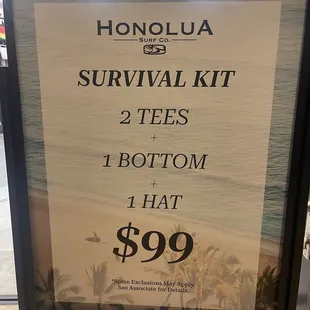 HONOLUA
SURF CO.
SURVIVAL KIT
2 TEES
+
1 BOTTOM
+
1 HAT
$99
*Some Exclusions May Apply.
See Associate for Details.